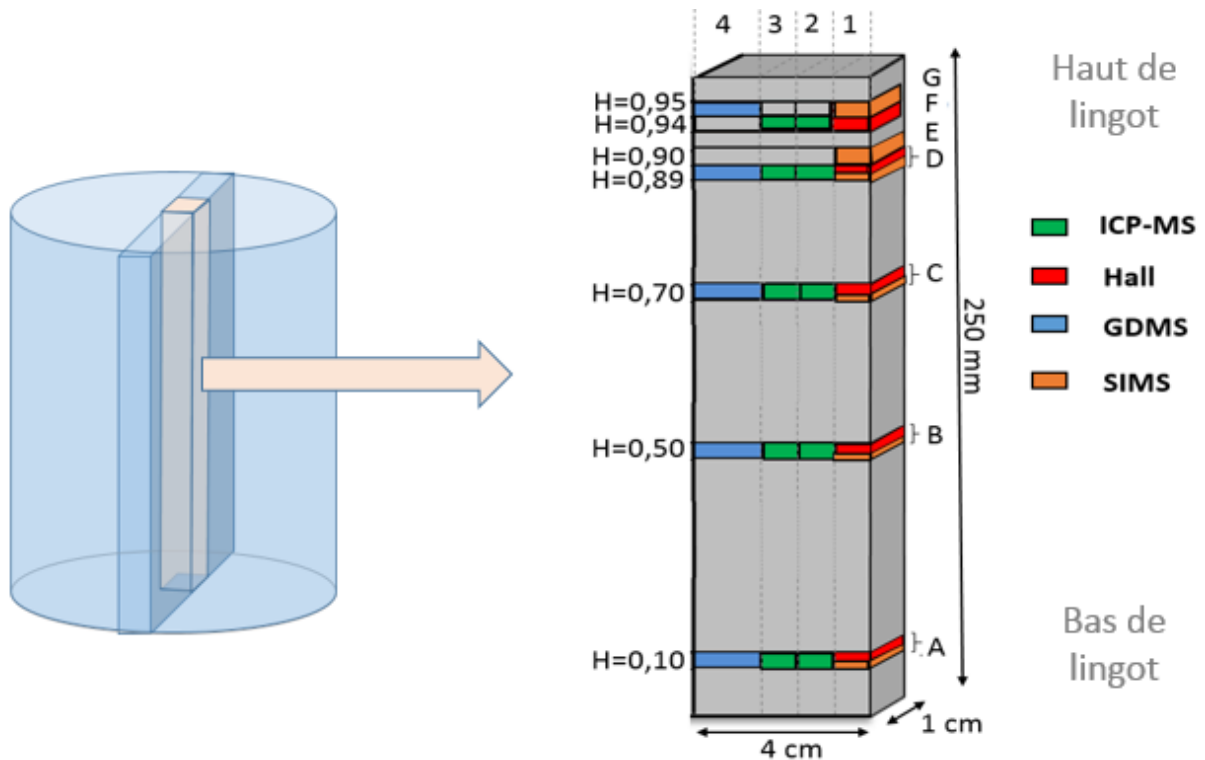 4 3 2 1
G
H=0,95
F
H=0,94
E
H=0,90
D
H=0,89
C
H=0,70
B
H=0,50
A
H=0,10
250 mm
1 cm
4 cm
Haut de
lingot
ICP-MS
Hall
GDMS
SIMS
Bas de
lingot